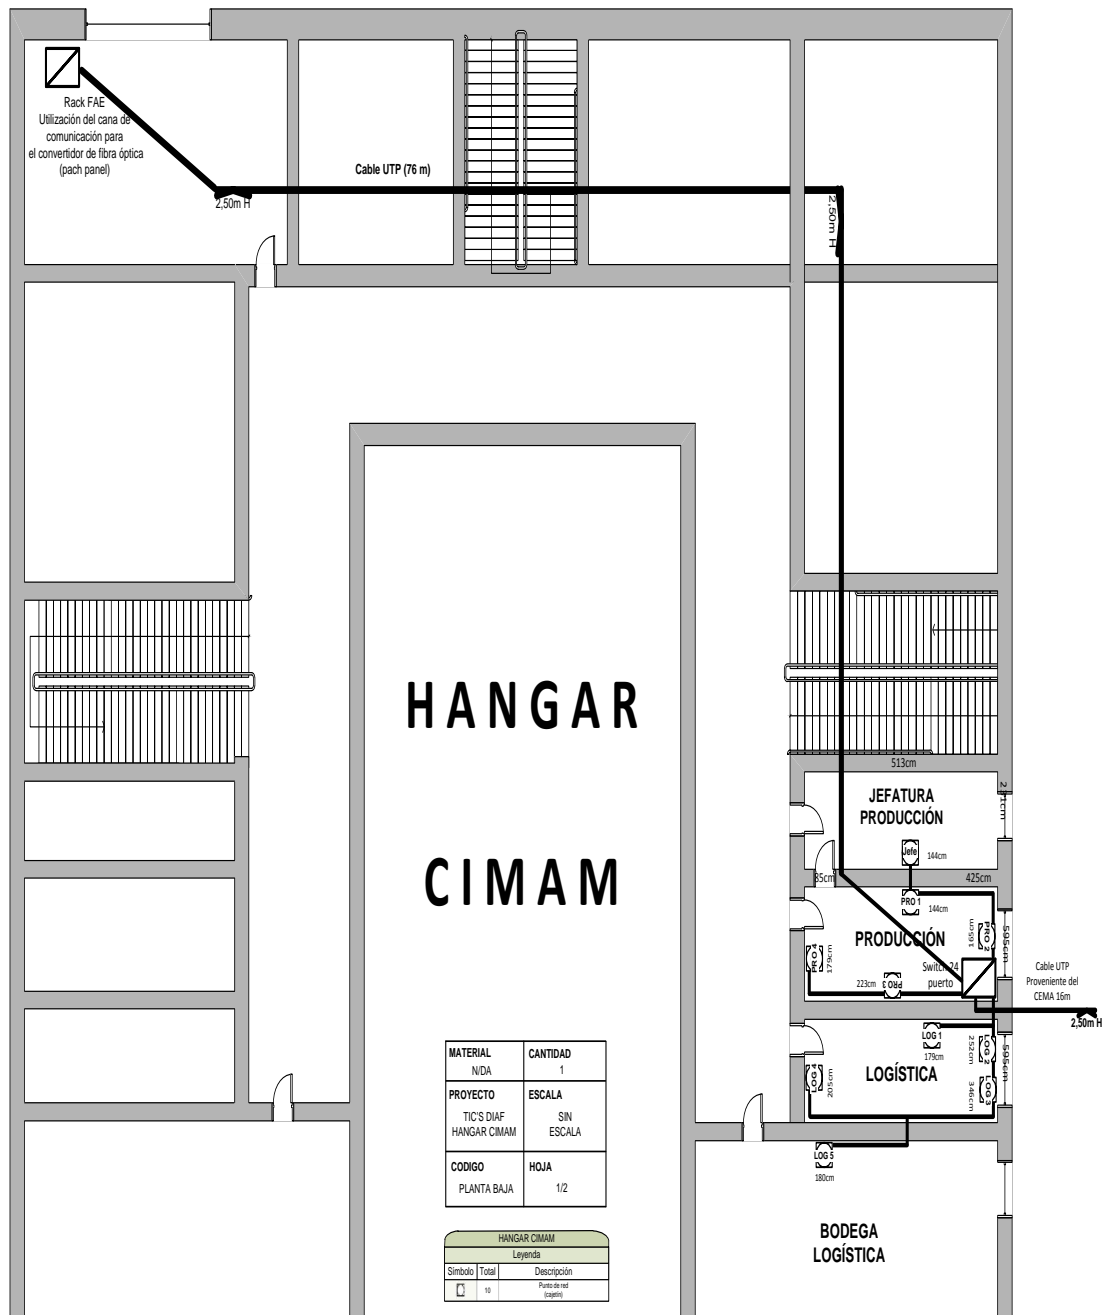 Rack FAE
Utilización del cana de
comunicación para
el convertidor de fibra óptica
(pach panel)
Cable UTP (76 m)
2,50m H
2,50m H
HANGAR
CIMAM
513cm
JEFATURA
PRODUCCIÓN
Jefe
144cm
85cm
425cm
PRO 1
144cm
PRODUCCIÓN
PRO 2
165cm
595cm
PRO 4
179cm
Switch 24
puerto
223cm
PRO 3
Cable UTP
Proveniente del
CEMA 16m
2,50m H
LOG 1
179cm
LOG 2
252cm
595cm
LOGÍSTICA
LOG 4
205cm
LOG 3
346cm
LOG 5
180cm
BODEGA
LOGÍSTICA
MATERIAL CANTIDAD
N/DA 1
PROYECTO ESCALA
TIC'S DIAF SIN
HANGAR CIMAM ESCALA
CODIGO HOJA
PLANTA BAJA 1/2
HANGAR CIMAM
Leyenda
Símbolo Total Descripción
10 Punto de red
(cajetín)